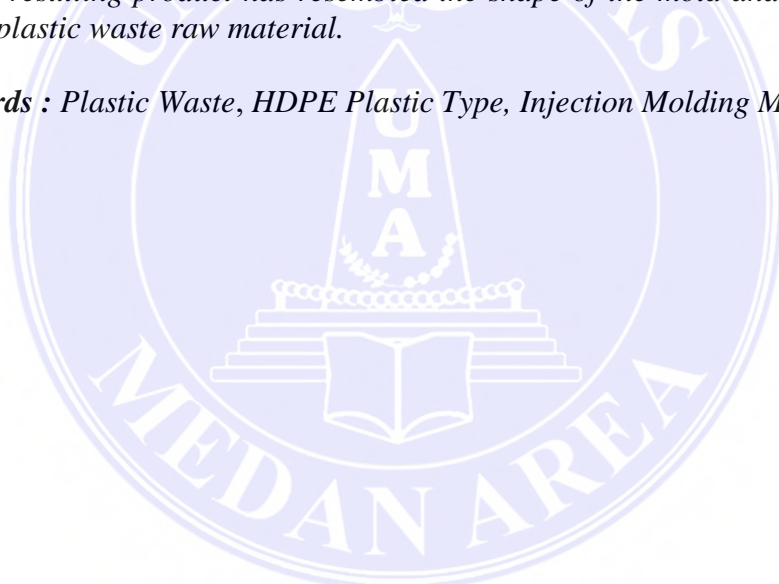 resulting product has resembled the shape of the mold and
plastic waste raw material.
rds : Plastic Waste, HDPE Plastic Type, Injection Molding M
UMA
MEDAN AREA